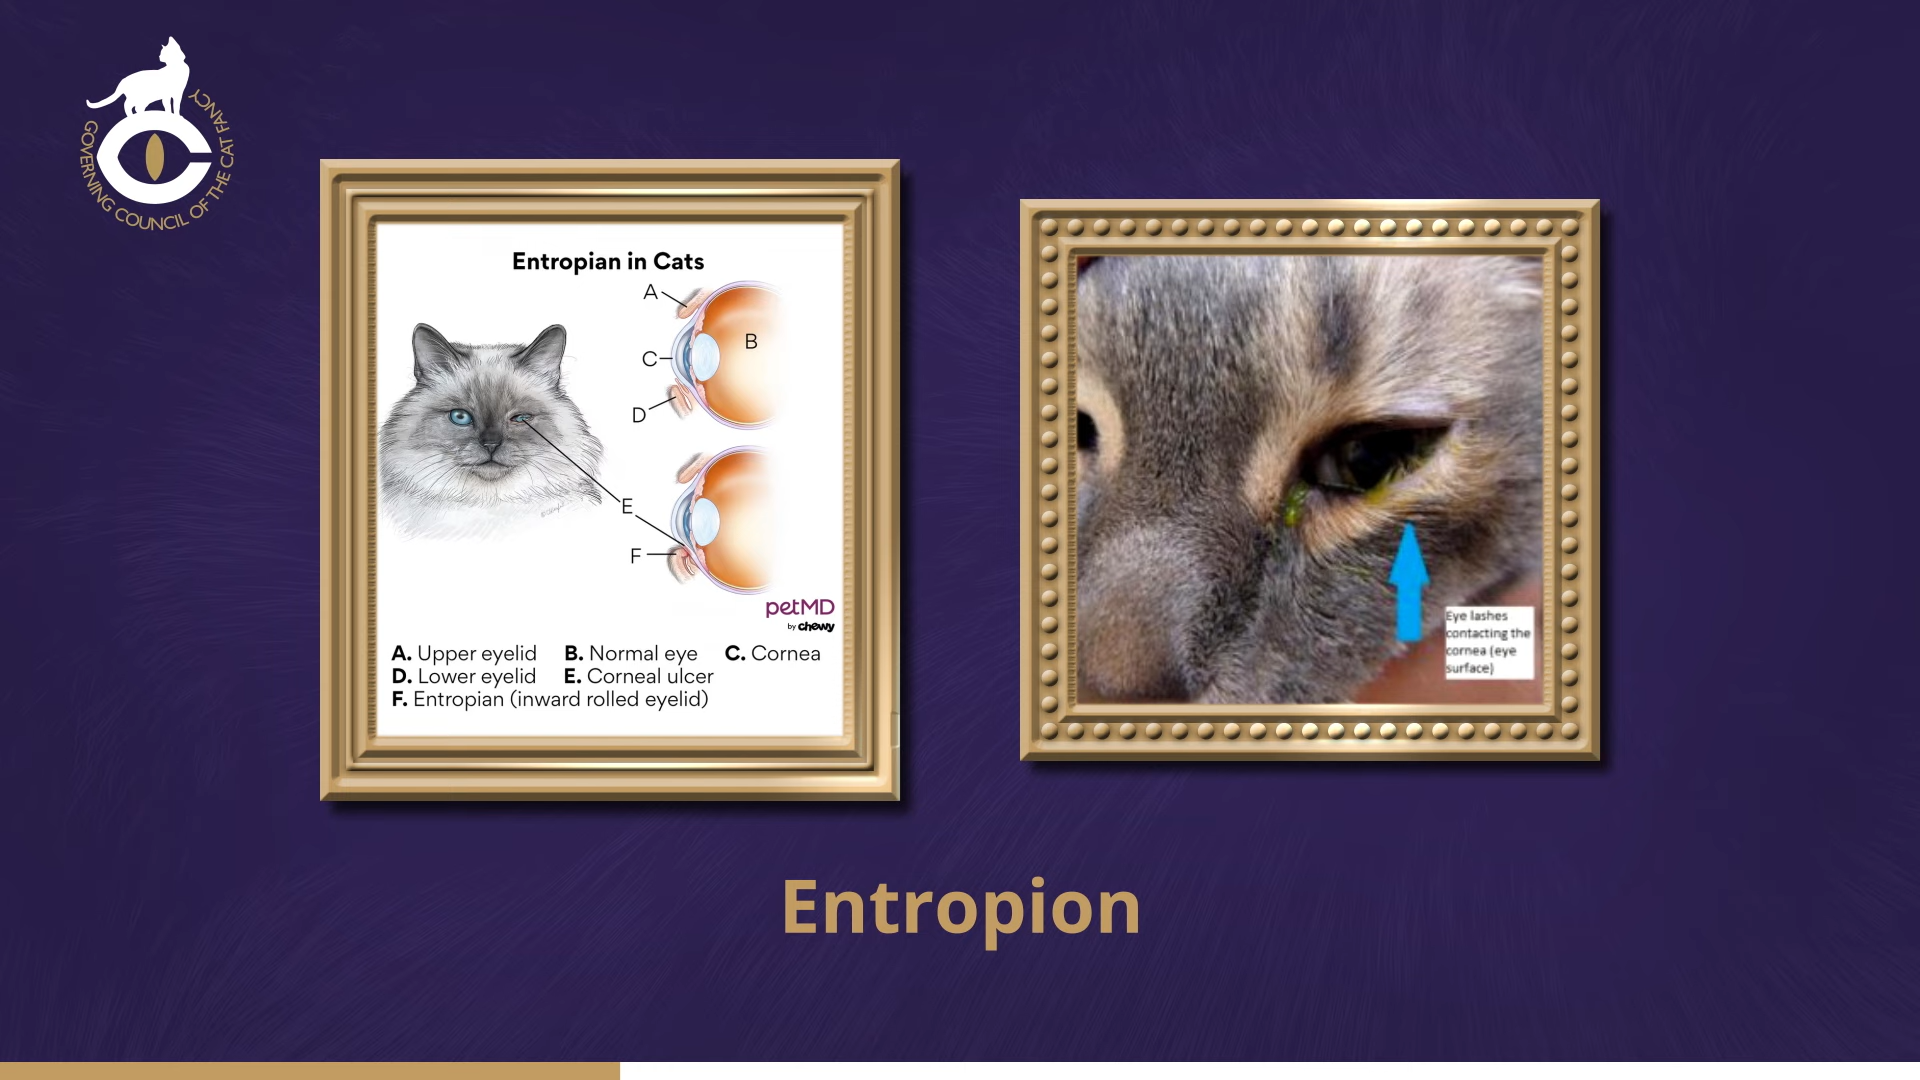 GOVERNING COUNCIL OF THE CAT FANCY
Entropian in Cats
A
B
C
D
E
F
petMD
by chewy
A. Upper eyelid B. Normal eye C. Cornea
D. Lower eyelid E. Corneal ulcer
F. Entropian (inward rolled eyelid)
Eye lashes
contacting the
cornea (eye
surface)
Entropion